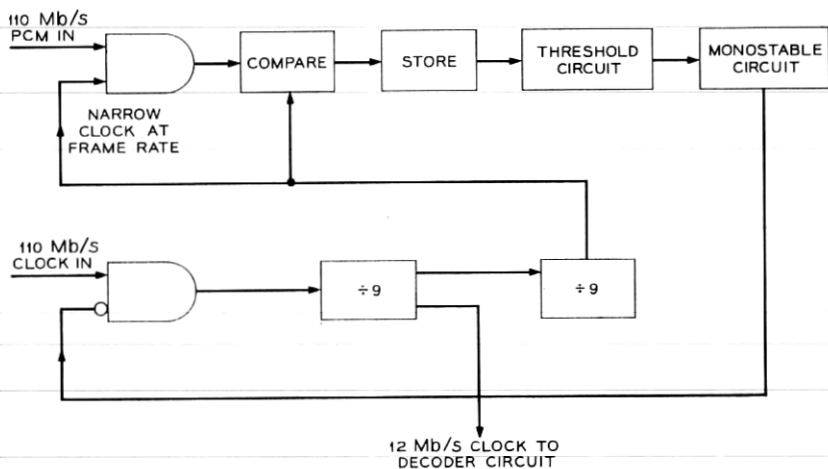 110 Mb/s
PCM IN
COMPARE
STORE
THRESHOLD
CIRCUIT
MONOSTABLE
CIRCUIT
NARROW
CLOCK AT
FRAME RATE
110 Mb/s
CLOCK IN
÷9
÷9
12 Mb/s CLOCK TO
DECODER CIRCUIT